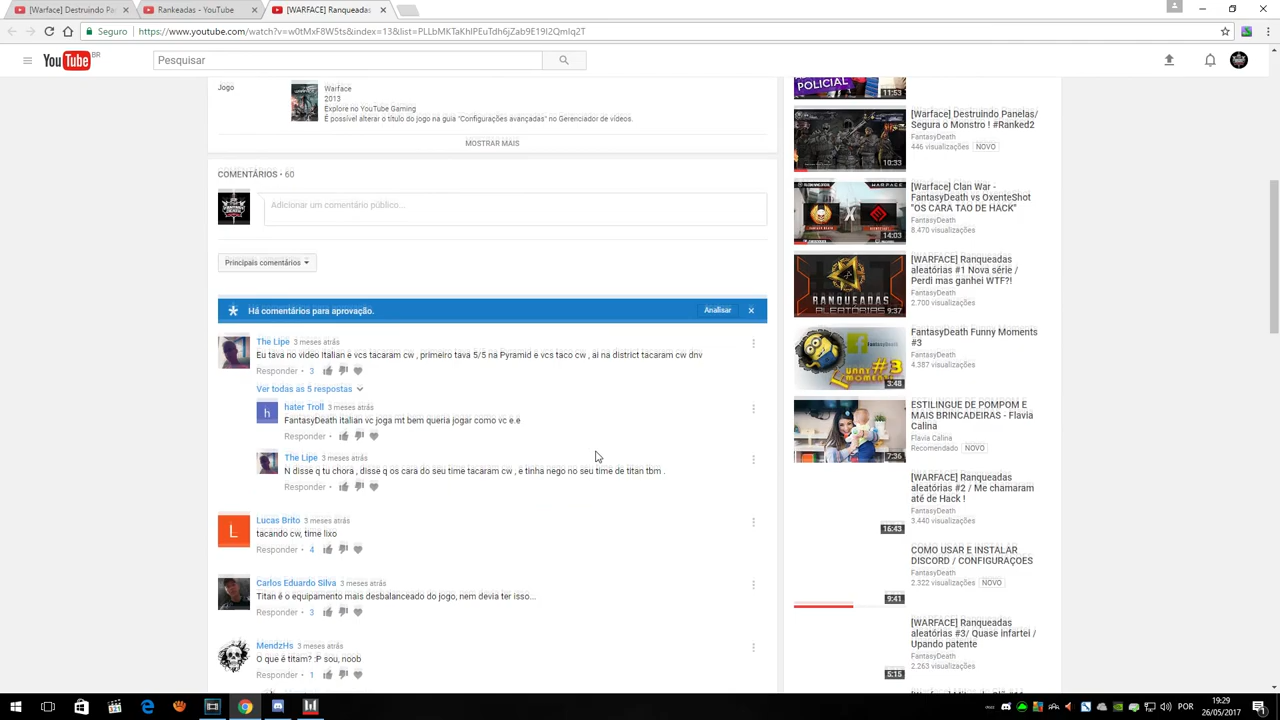 [Warface] Destruindo Pa
Rankeadas - YouTube
[WARFACE] Ranqueadas
Seguro
https://www.youtube.com/watch?v=w0tMxF8W5ts&index=13&list=PLLbMKTaKhlPEuTdh6jZab9E19I2QmIq2T
YouTube BR
Pesquisar
Jogo
Warface
2013
Explore no YouTube Gaming
É possível alterar o título do jogo na guia "Configurações avançadas" no Gerenciador de vídeos.
MOSTRAR MAIS
COMENTÁRIOS • 60
Adicionar um comentário público...
Principais comentários
Há comentários para aprovação.
Analisar
The Lipe 3 meses atrás
Eu tava no video Italian e vcs tacaram cw , primeiro tava 5/5 na Pyramid e vcs taco cw , ai na district tacaram cw dnv
Responder • 3
Ver todas as 5 respostas
h
hater Troll 3 meses atrás
FantasyDeath italian vc joga mt bem queria jogar como vc e.e
Responder •
The Lipe 3 meses atrás
N disse q tu chora , disse q os cara do seu time tacaram cw , e tinha nego no seu time de titan tbm .
Responder •
L
Lucas Brito 3 meses atrás
tacando cw, time lixo
Responder • 4
Carlos Eduardo Silva 3 meses atrás
Titan é o equipamento mais desbalanceado do jogo, nem devia ter isso...
Responder • 3
MendzHs 3 meses atrás
O que é titam? :P sou, noob
Responder • 1
POLICIAL
11:53
[Warface] Destruindo Panelas/
Segura o Monstro ! #Ranked2
FantasyDeath
446 visualizações NOVO
10:33
[Warface] Clan War -
FantasyDeath vs OxenteShot
"OS CARA TAO DE HACK"
FantasyDeath
8.470 visualizações
WARFACE
X
14:03
[WARFACE] Ranqueadas
aleatórias #1 Nova série /
Perdi mas ganhei WTF?!
FantasyDeath
2.700 visualizações
RANQUEADAS
ALEATÓRIAS
9:37
FantasyDeath Funny Moments
#3
FantasyDeath
4.387 visualizações
FantasyDeath
#3
FUNNY
MOMENTS
3:48
ESTILINGUE DE POMPOM E
MAIS BRINCADEIRAS - Flavia
Calina
Flavia Calina
Recomendado NOVO
7:36
[WARFACE] Ranqueadas
aleatórias #2 / Me chamaram
até de Hack !
FantasyDeath
3.440 visualizações
16:43
COMO USAR E INSTALAR
DISCORD / CONFIGURAÇOES
FantasyDeath
2.322 visualizações NOVO
9:41
[WARFACE] Ranqueadas
aleatórias #3/ Quase infartei /
Upando patente
FantasyDeath
2.263 visualizações
5:15
POR
19:29
26/05/2017